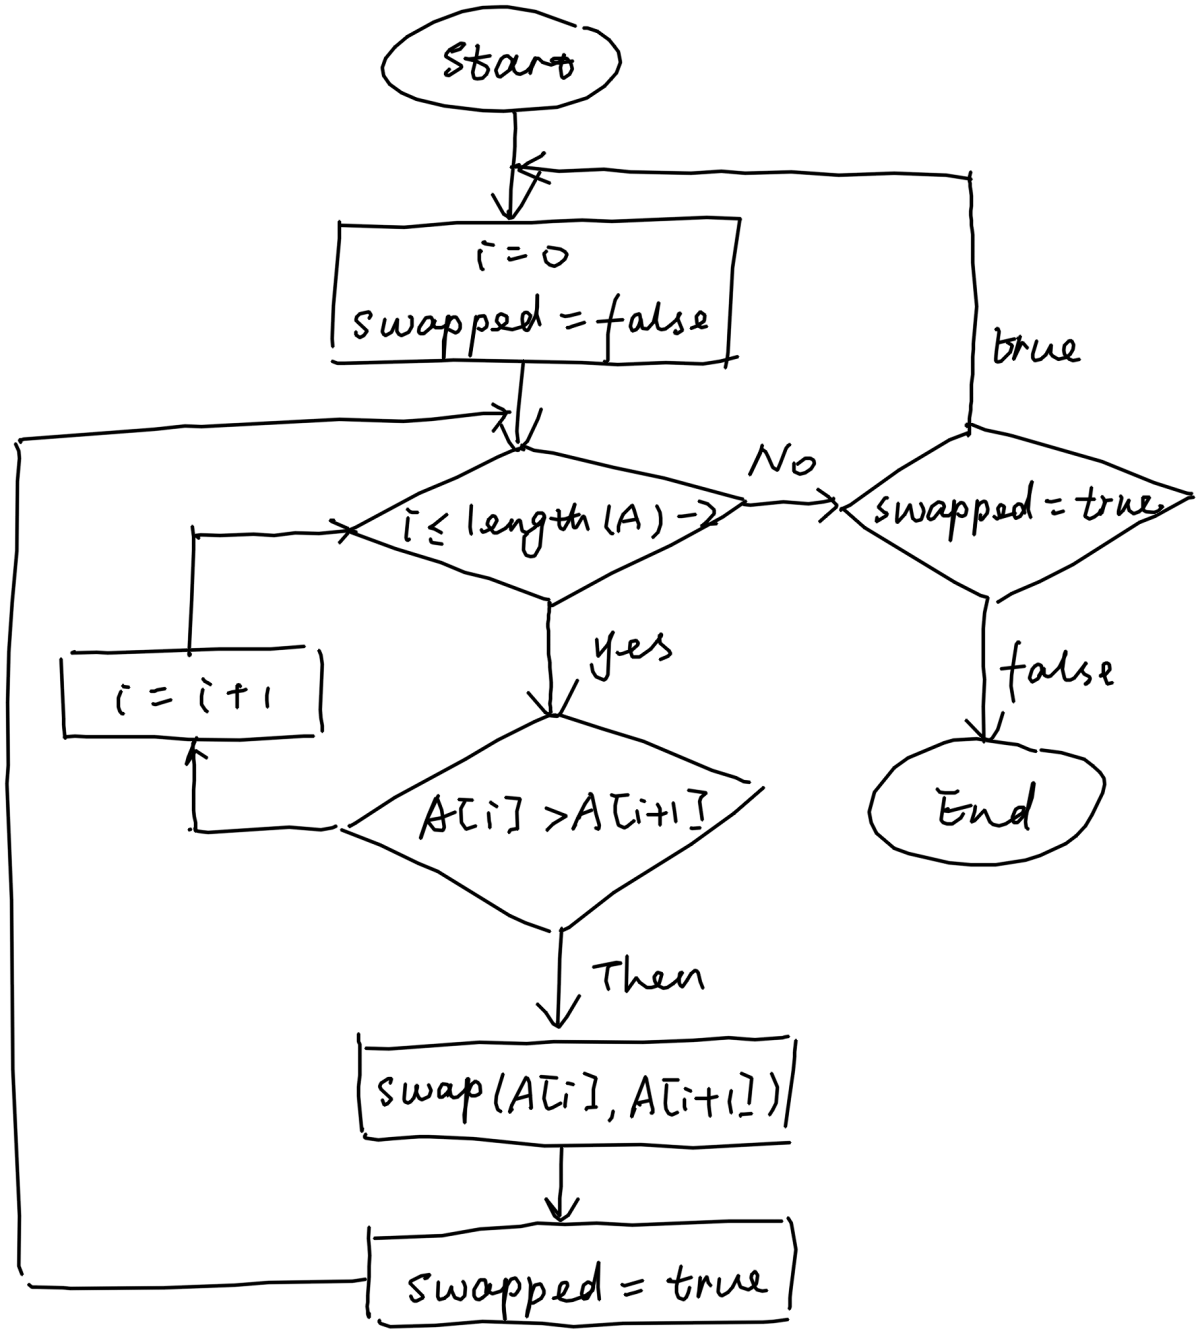 Start
i = 0
swapped = false
true
No
i ≤ length(A) - 2
swapped = true
yes
false
i = i + 1
A[i] > A[i+1]
End
Then
swap(A[i], A[i+1])
swapped = true